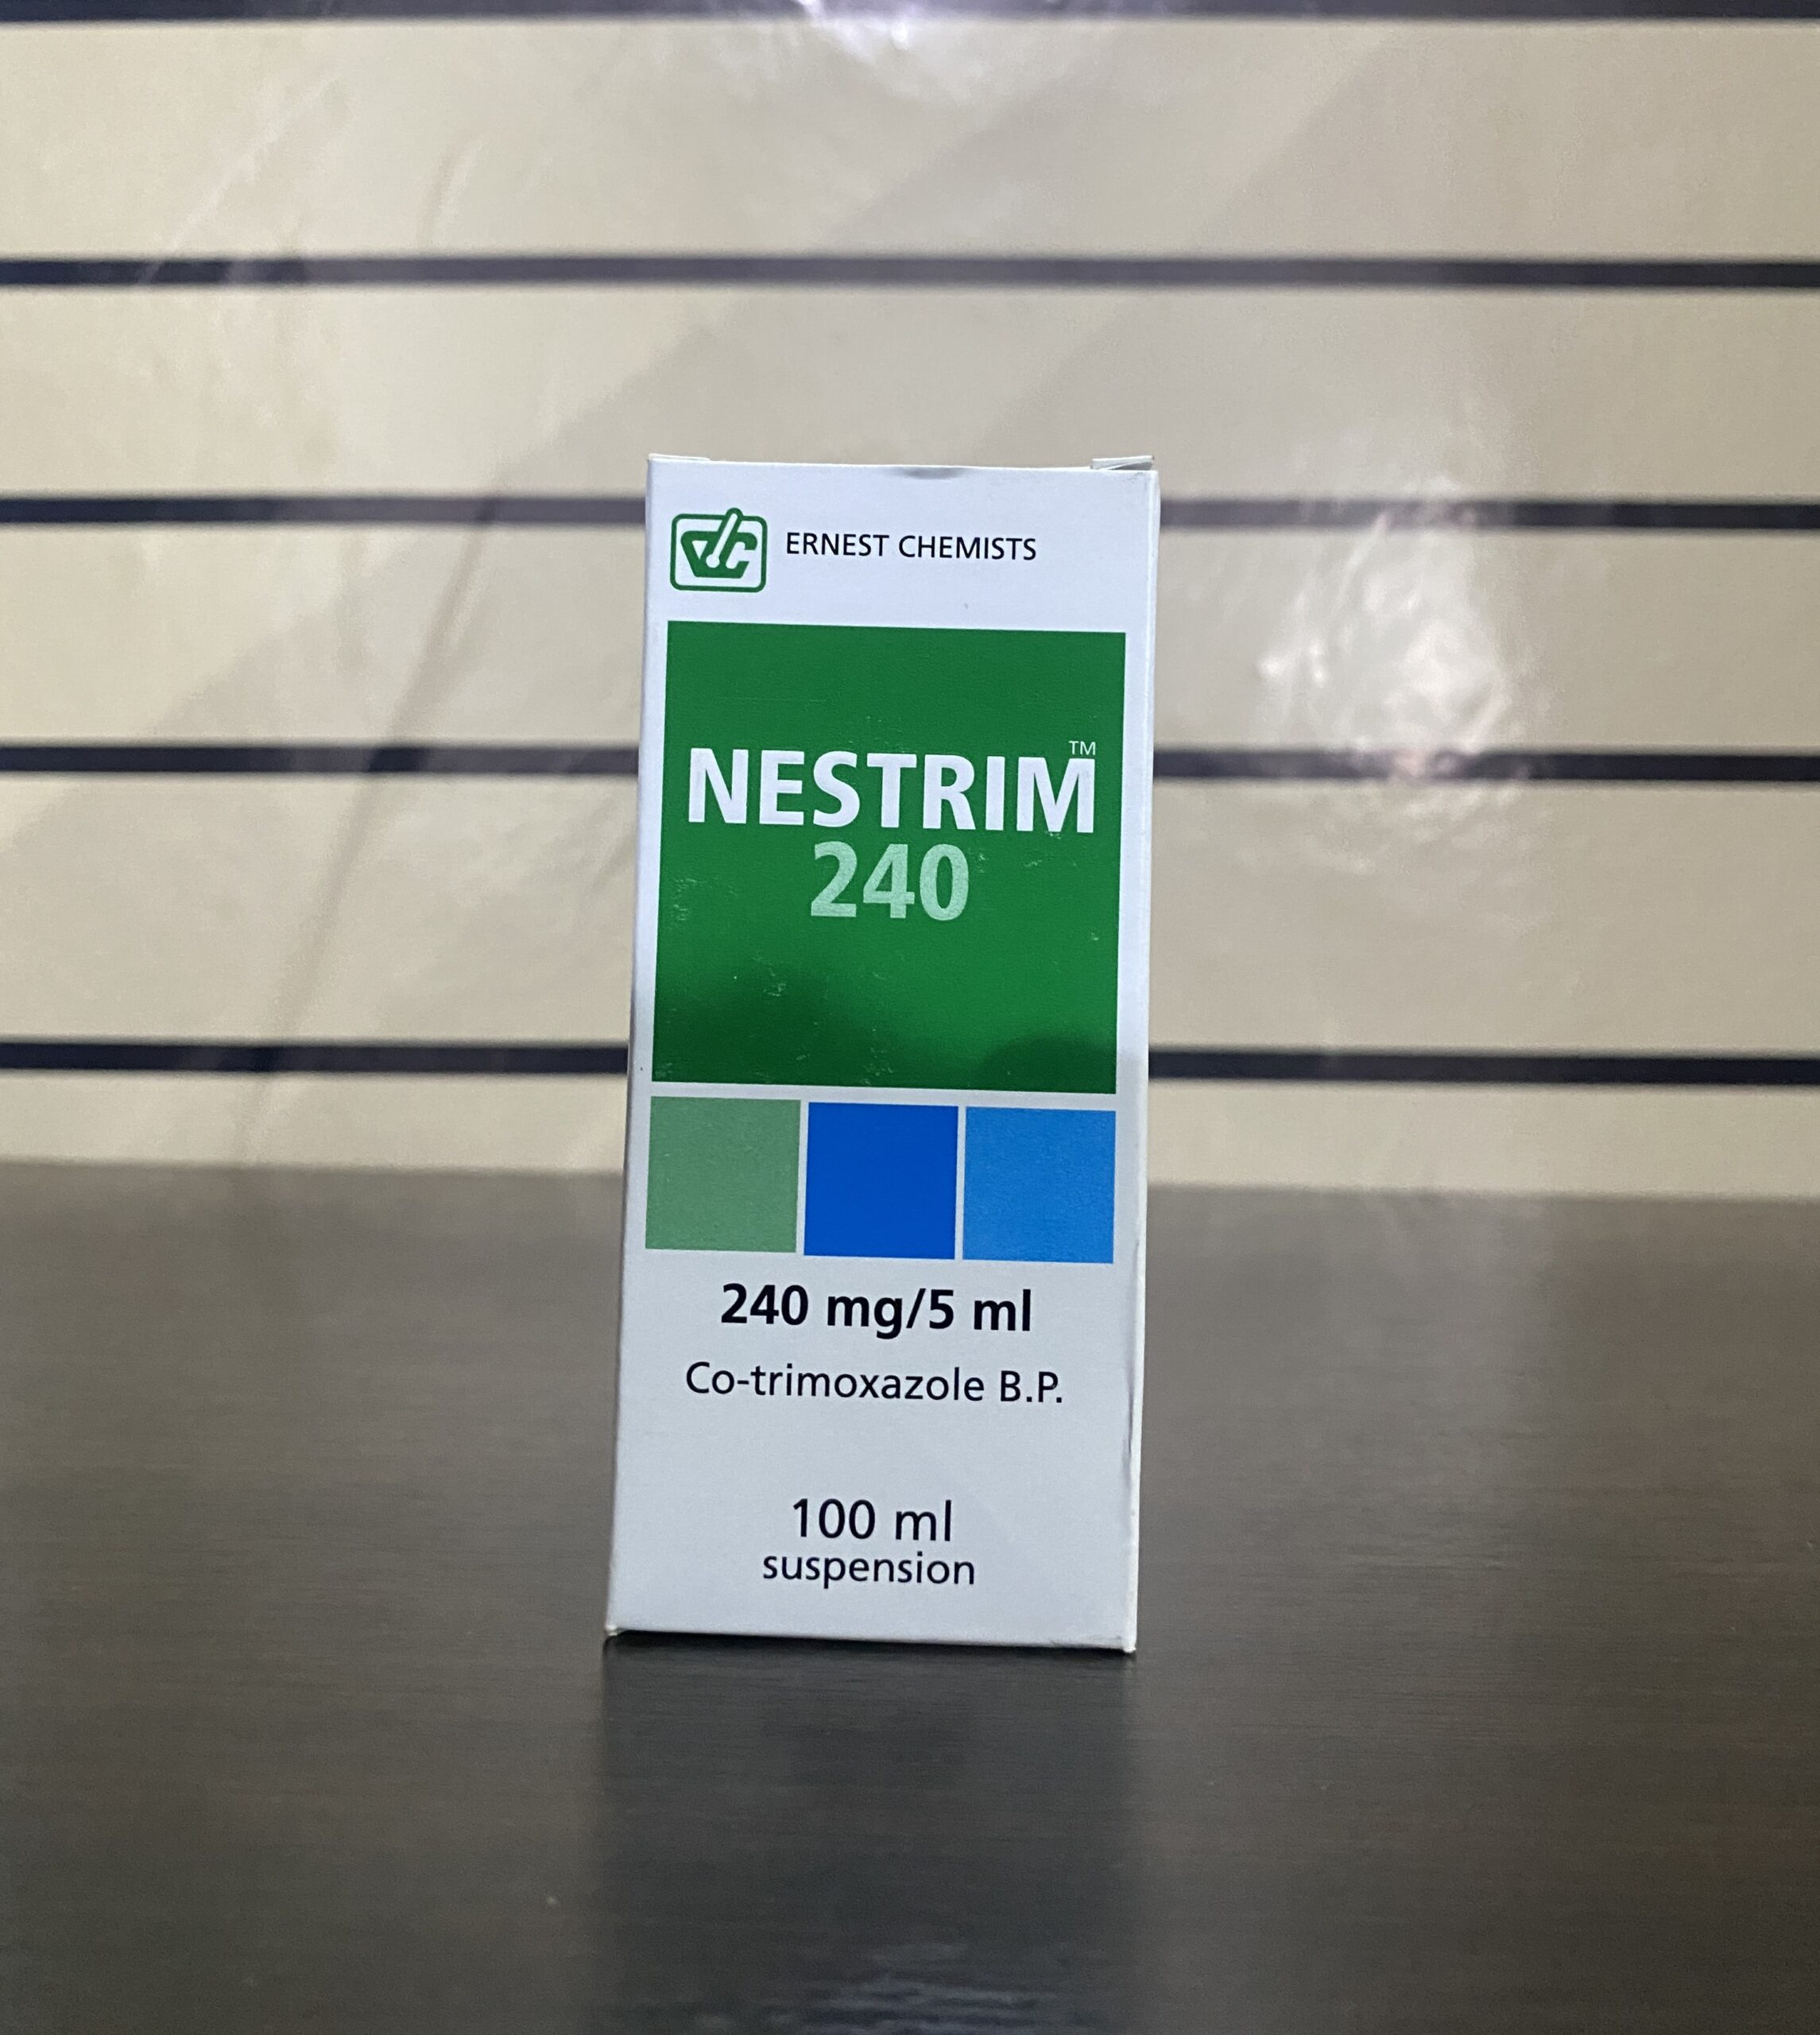 ERNEST CHEMISTS
NESTRIM™
240
240 mg/5 ml
Co-trimoxazole B.P.
100 ml
suspension